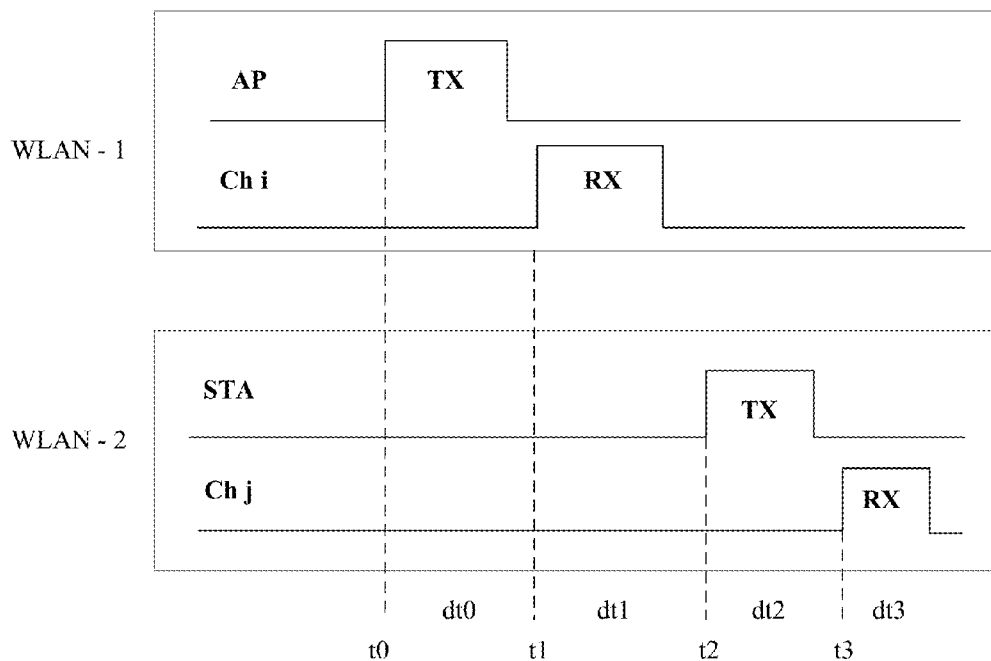 AP
TX
WLAN - 1
Ch i
RX
STA
TX
WLAN - 2
Ch j
RX
dt0 dt1 dt2 dt3
t0 t1 t2 t3